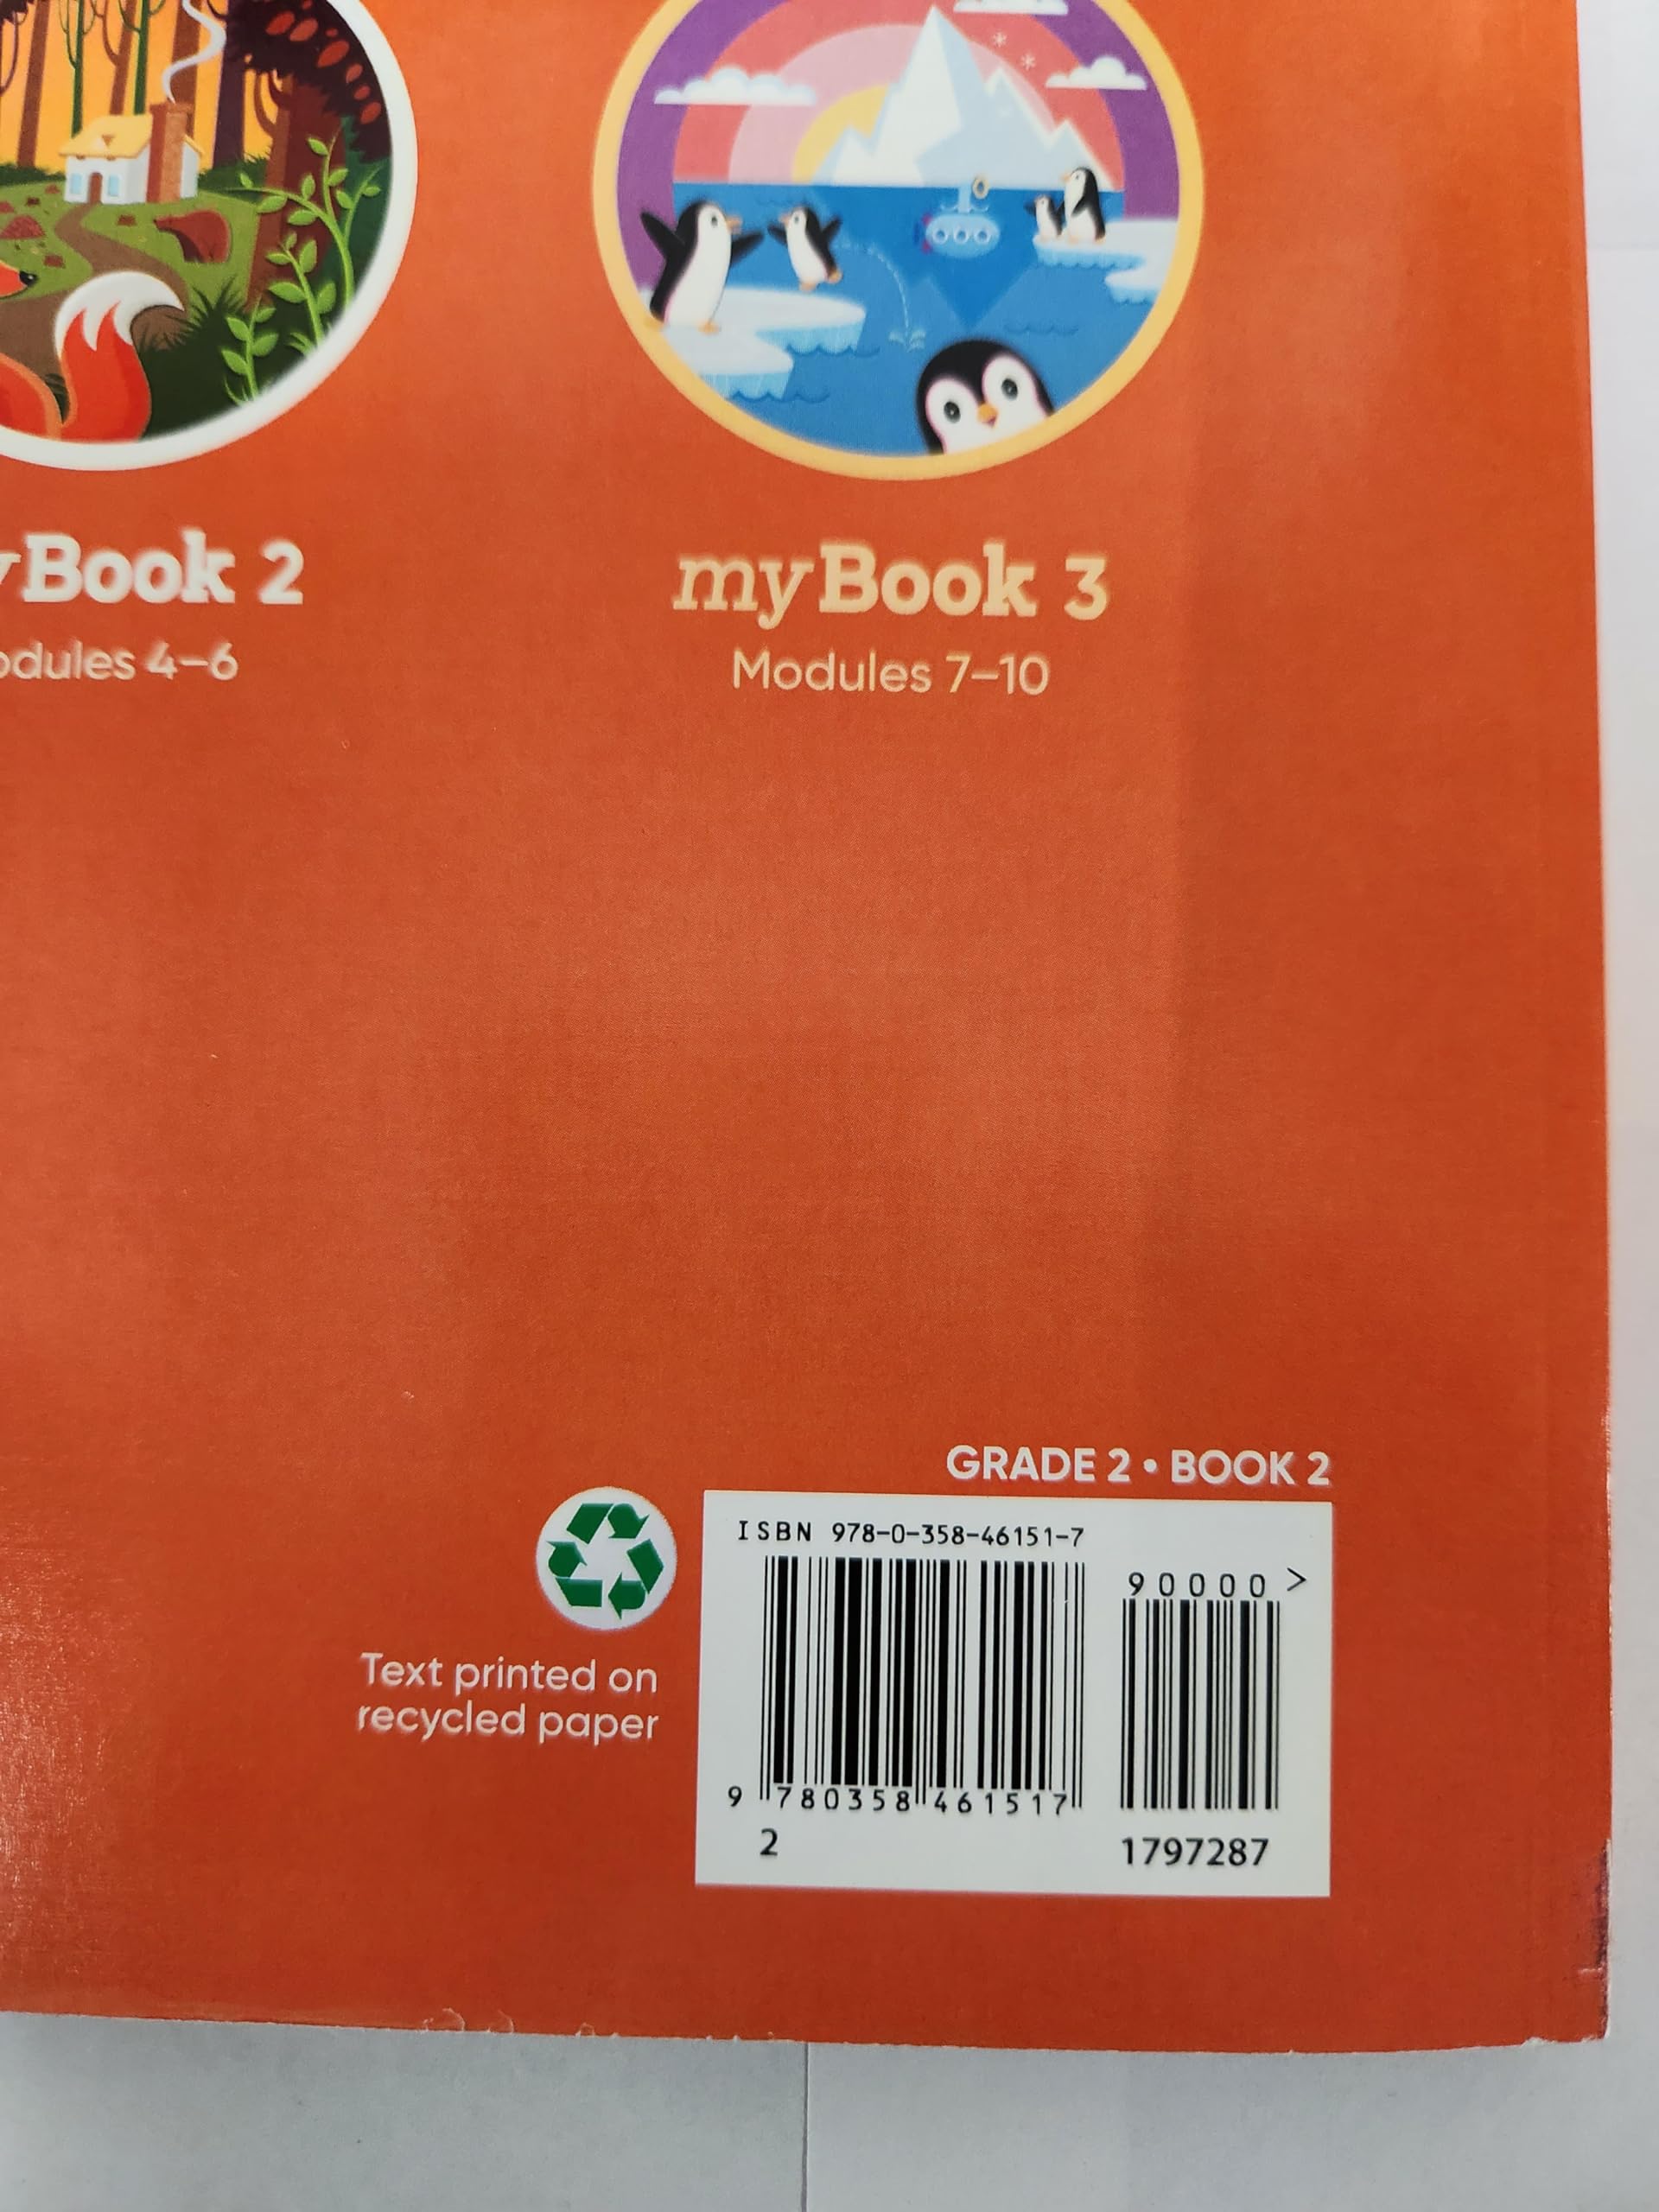 yBook 2
odules 4–6
myBook 3
Modules 7–10
GRADE 2 • BOOK 2
ISBN 978-0-358-46151-7
90000>
9 780358 461517
2 1797287
Text printed on
recycled paper